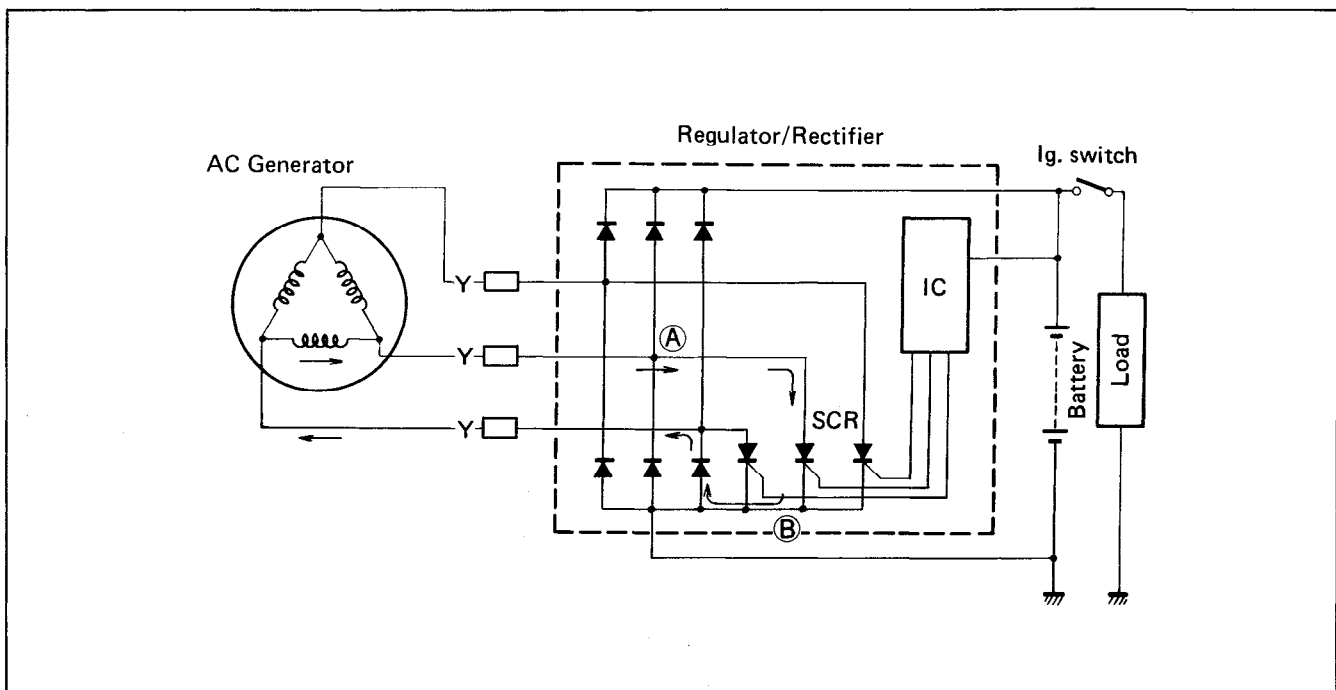 Regulator/Rectifier
Ig. switch
AC Generator
IC
Y
Y
A
Y
SCR
Battery
Load
B